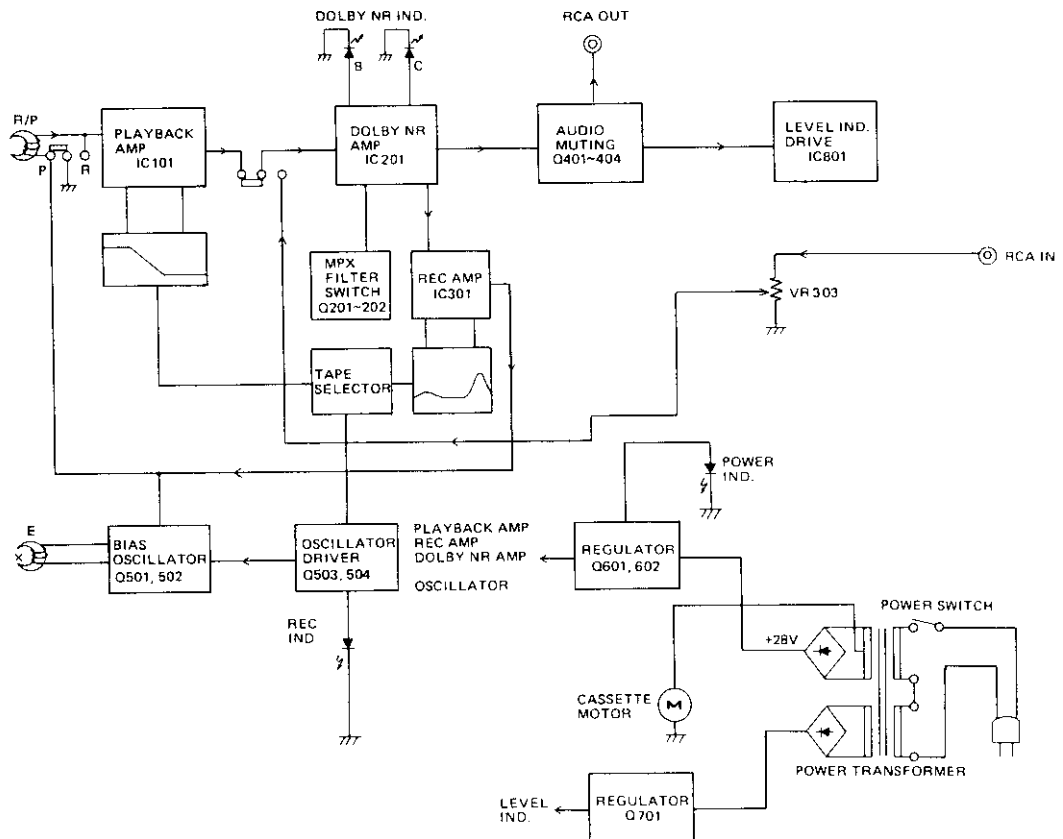 DOLBY NR IND.
RCA OUT
B
C
R/P
P
R
PLAYBACK
AMP
IC101
DOLBY NR
AMP
IC201
AUDIO
MUTING
Q401~404
LEVEL IND.
DRIVE
IC801
MPX
FILTER
SWITCH
Q201~202
REC AMP
IC301
RCA IN
VR303
TAPE
SELECTOR
POWER
IND.
E
BIAS
OSCILLATOR
Q501, 502
OSCILLATOR
DRIVER
Q503, 504
PLAYBACK AMP
REC AMP
DOLBY NR AMP
OSCILLATOR
REGULATOR
Q601, 602
REC
IND
POWER SWITCH
+28V
CASSETTE
MOTOR
M
POWER TRANSFORMER
LEVEL
IND.
REGULATOR
Q701